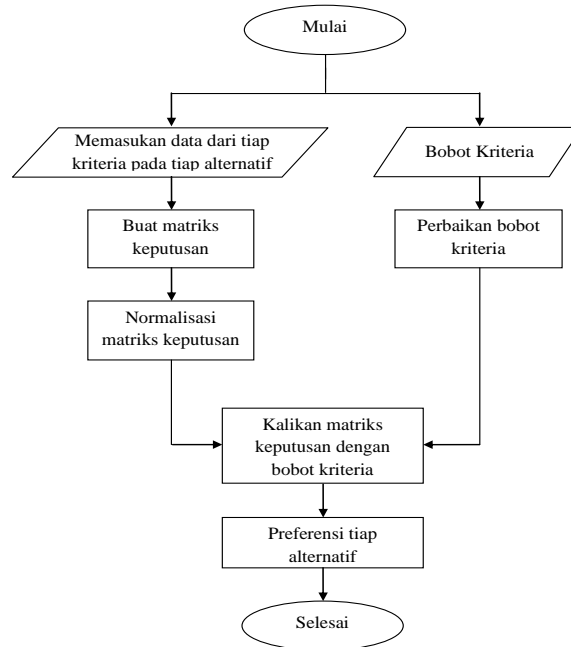 Mulai
Memasukan data dari tiap
kriteria pada tiap alternatif
Bobot Kriteria
Buat matriks
keputusan
Perbaikan bobot
kriteria
Normalisasi
matriks keputusan
Kalikan matriks
keputusan dengan
bobot kriteria
Preferensi tiap
alternatif
Selesai